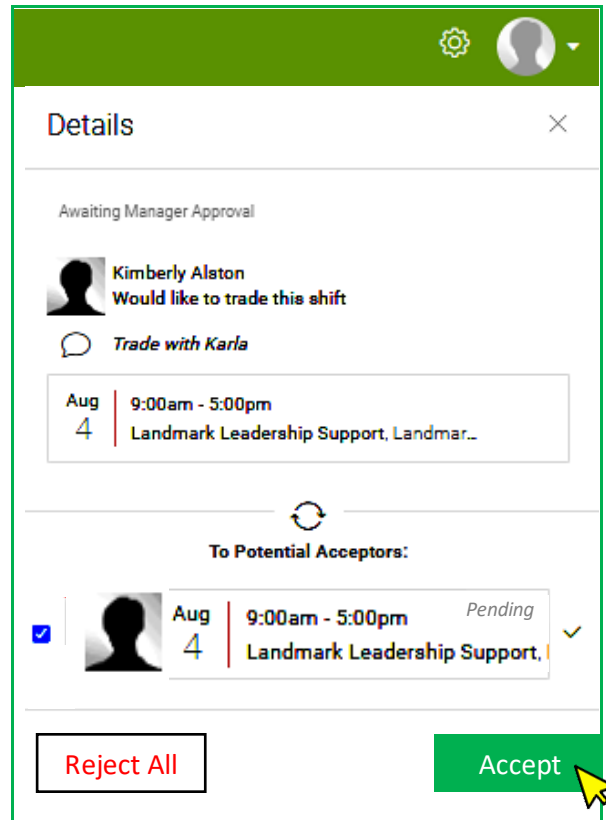 Details
Awaiting Manager Approval
Kimberly Alston
Would like to trade this shift
Trade with Karla
Aug
4
9:00am - 5:00pm
Landmark Leadership Support, Landmar...
To Potential Acceptors:
Aug
4
9:00am - 5:00pm
Pending
Landmark Leadership Support,
Reject All
Accept